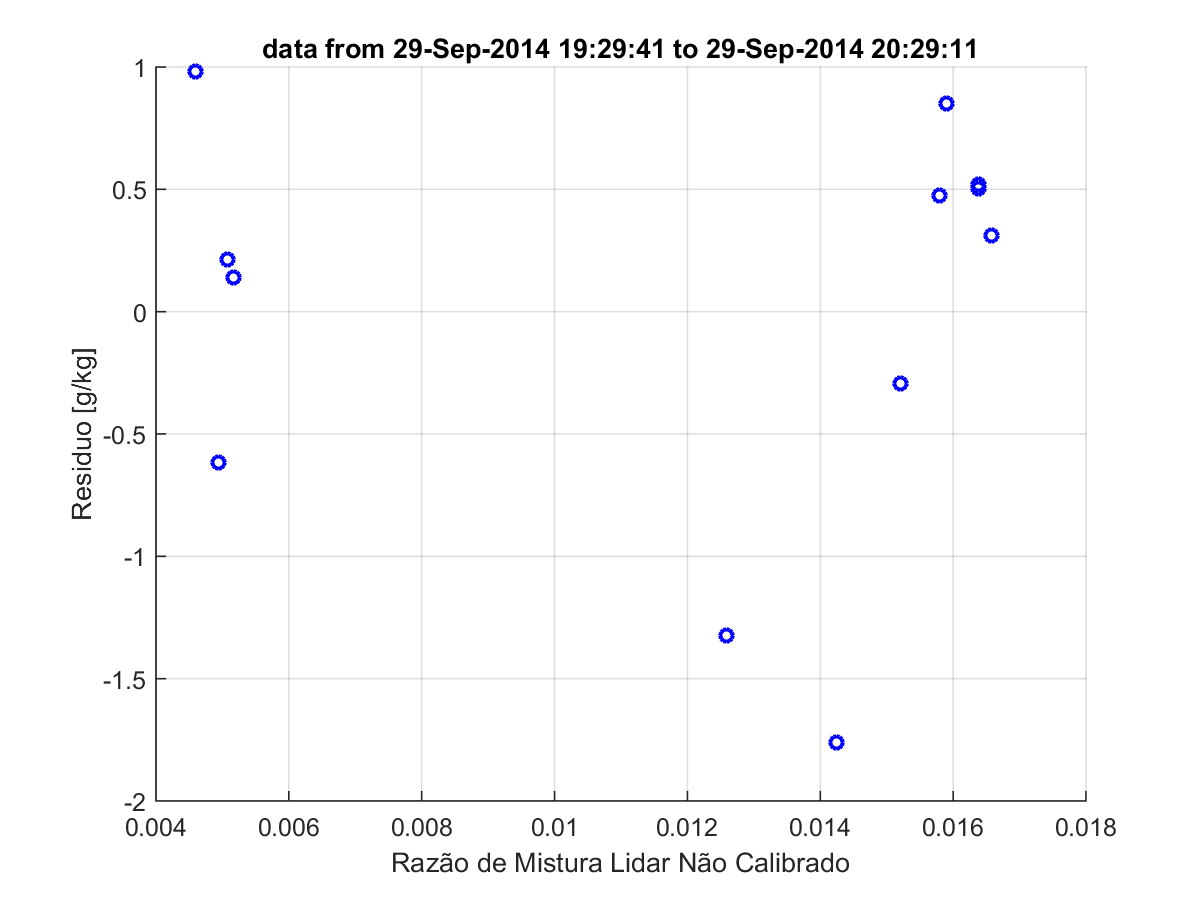 data from 29-Sep-2014 19:29:41 to 29-Sep-2014 20:29:11
1
0.5
0
-0.5
-1
-1.5
-2
Residuo [g/kg]
0.004 0.006 0.008 0.01 0.012 0.014 0.016 0.018
Razão de Mistura Lidar Não Calibrado